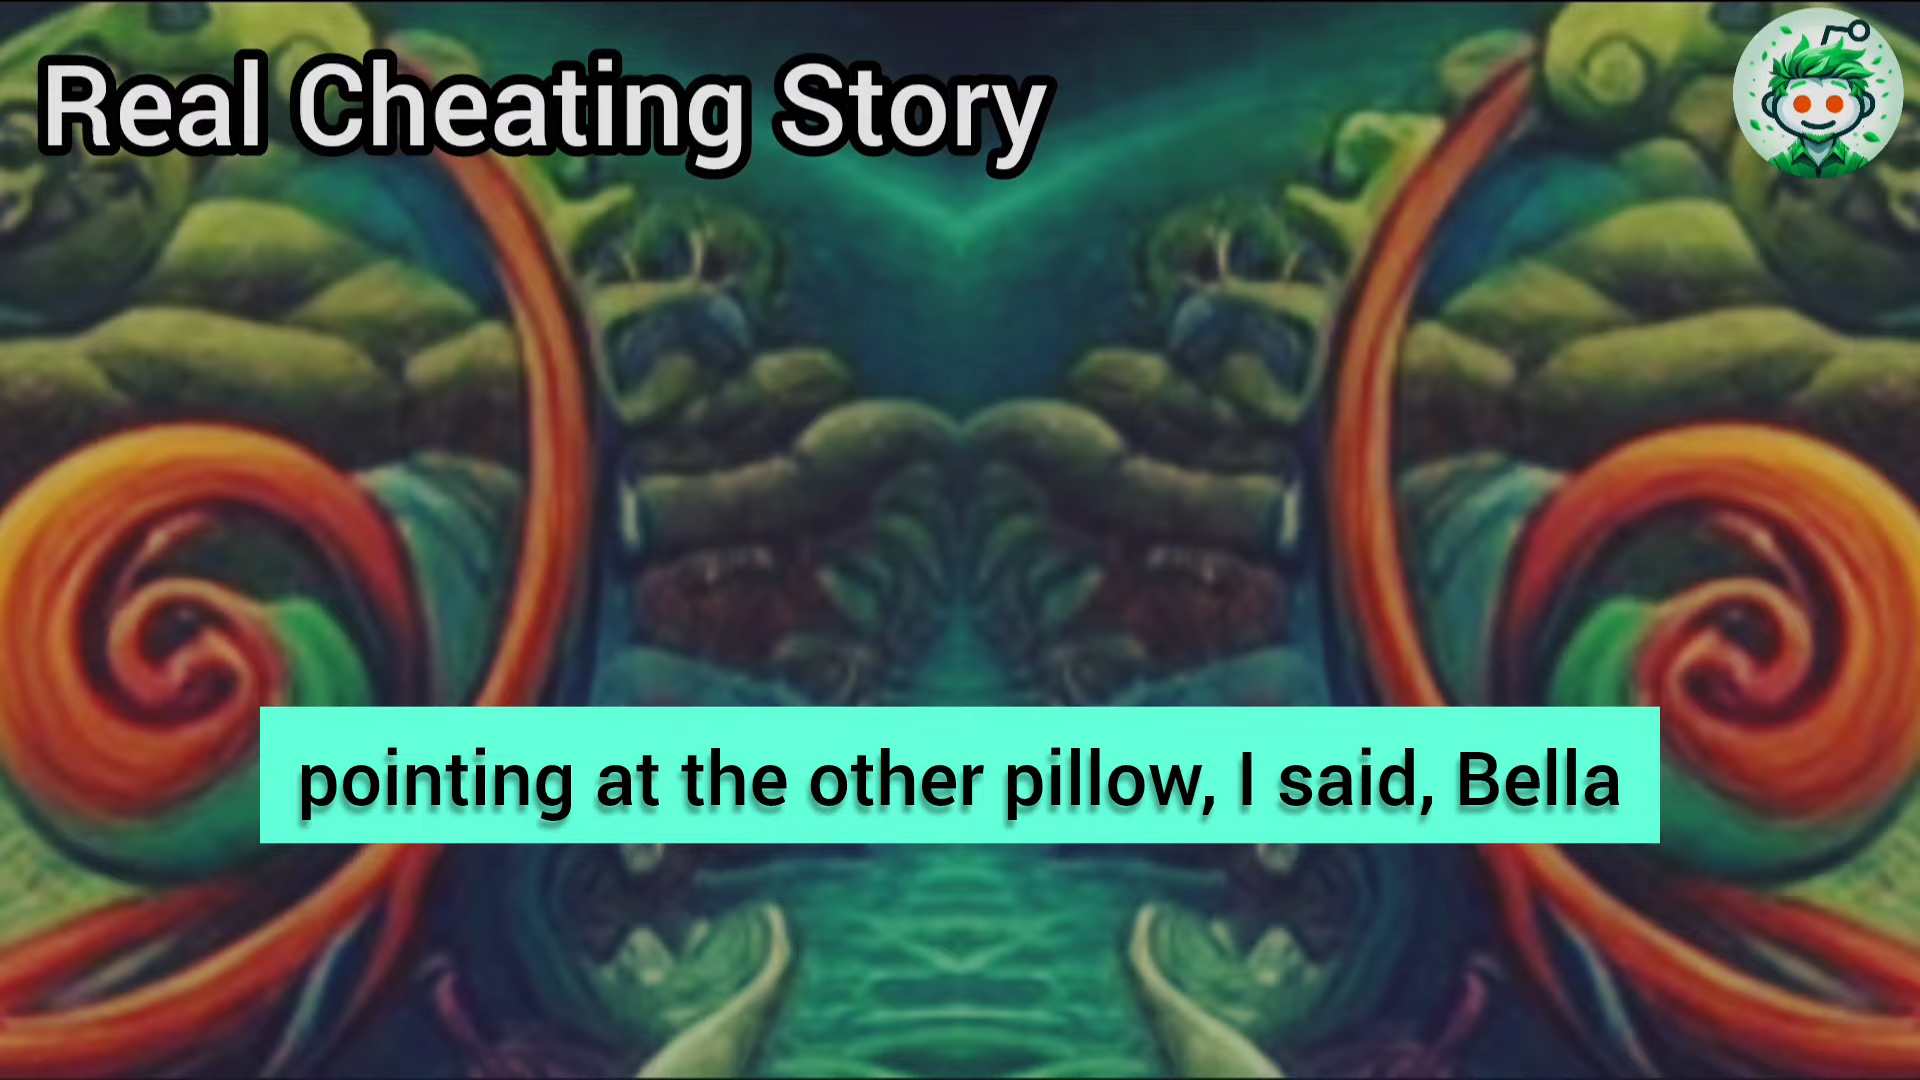 Real Cheating Story
pointing at the other pillow, I said, Bella